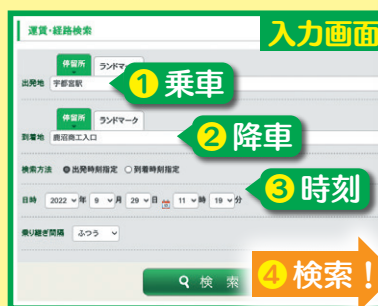 運賃・経路検索
入力画面
停留所 ランドマーク
出発地 宇都宮駅
1 乗車
停留所 ランドマーク
到着地 鹿沼商工入口
2 降車
検索方法 出発時刻指定 到着時刻指定
3 時刻
日時 2022 年 9 月 29 日 11 時 19 分
乗り継ぎ間隔 ふつう
検索
4 検索！